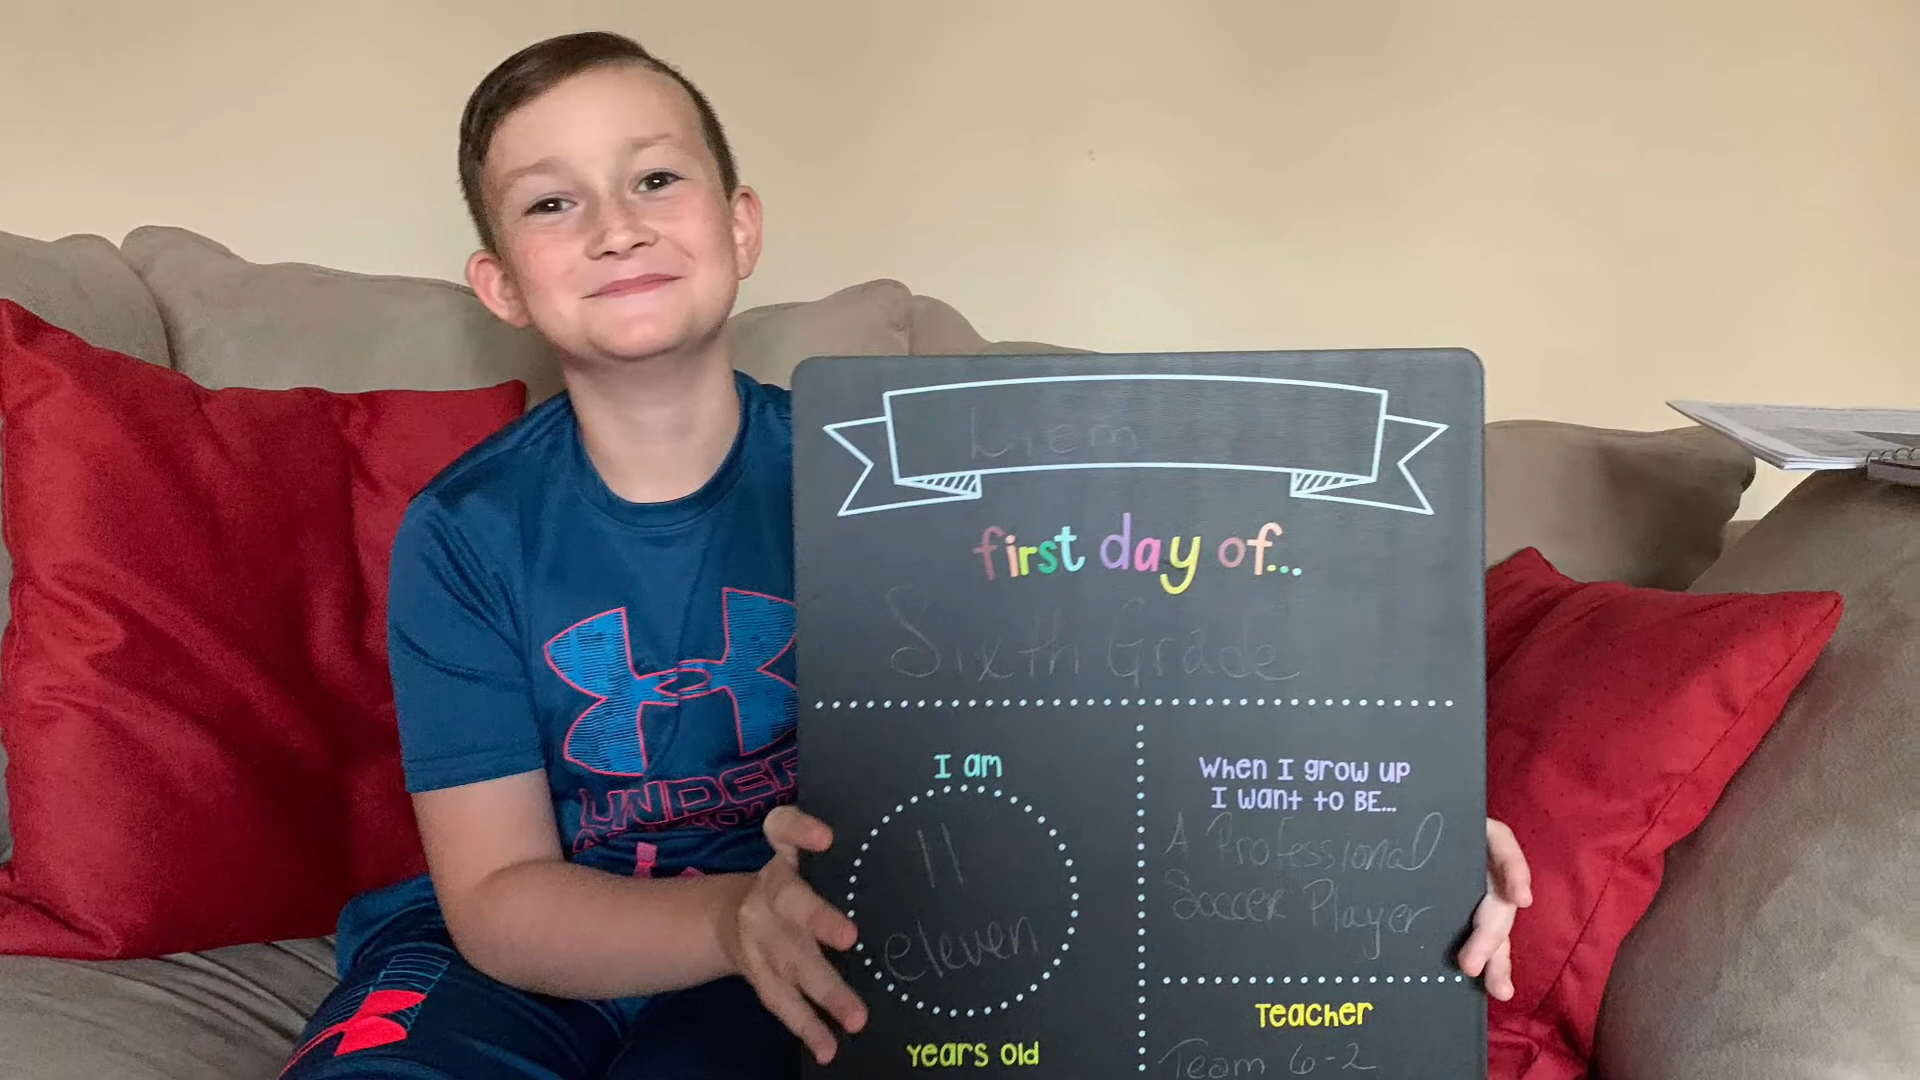 Liem
first day of...
Sixth Grade
I am
11
eleven
years old
When I grow up
I want to BE...
A Professional
Soccer Player
Teacher
Team 6-2
UNDER